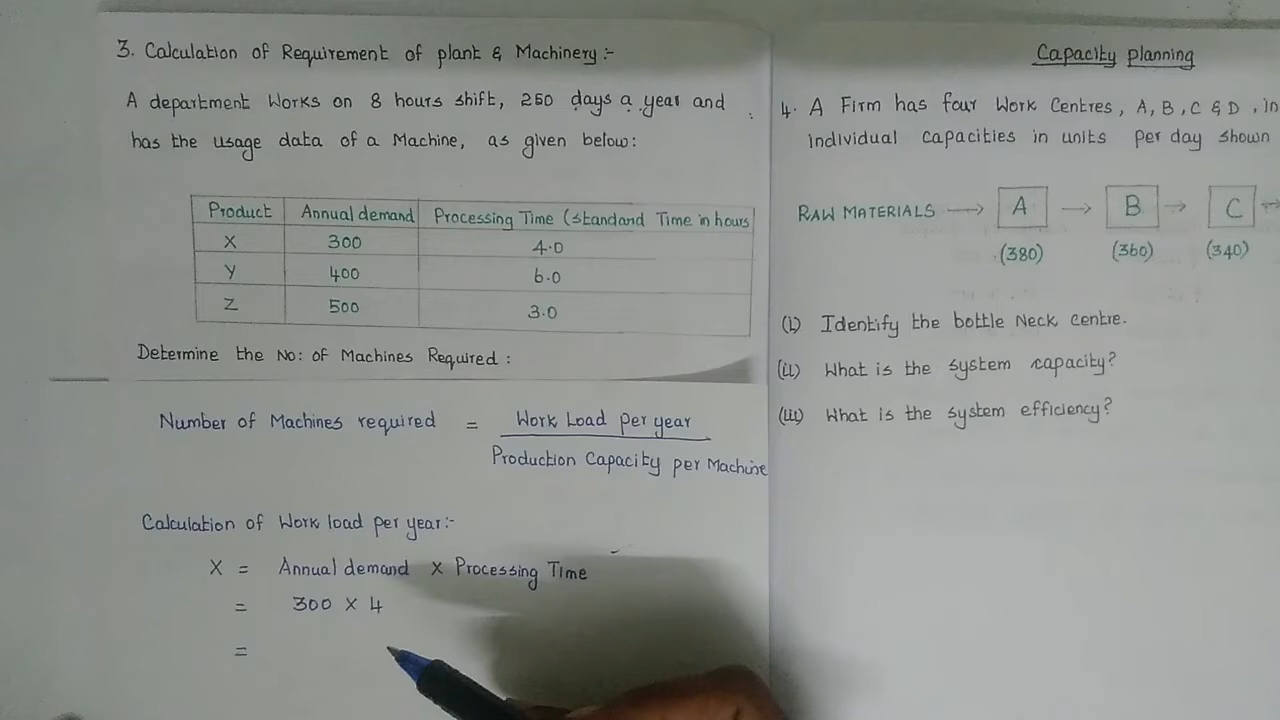 3. Calculation of Requirement of plant & Machinery :-
A department Works on 8 hours shift, 250 days a year and
has the usage data of a Machine, as given below:
Product Annual demand Processing Time (standard Time in hours
X 300 4.0
Y 400 6.0
Z 500 3.0
Determine the No: of Machines Required :
Number of Machines required = Work Load per year
Production Capacity per Machine
Calculation of Work load per year:-
X = Annual demand X Processing Time
= 300 X 4
=
Capacity planning
4. A Firm has four Work Centres, A, B, C & D, in
individual capacities in units per day shown
RAW MATERIALS → A → B → C →
(380) (360) (340)
(i) Identify the bottle Neck centre.
(ii) What is the system capacity?
(iii) What is the system efficiency?